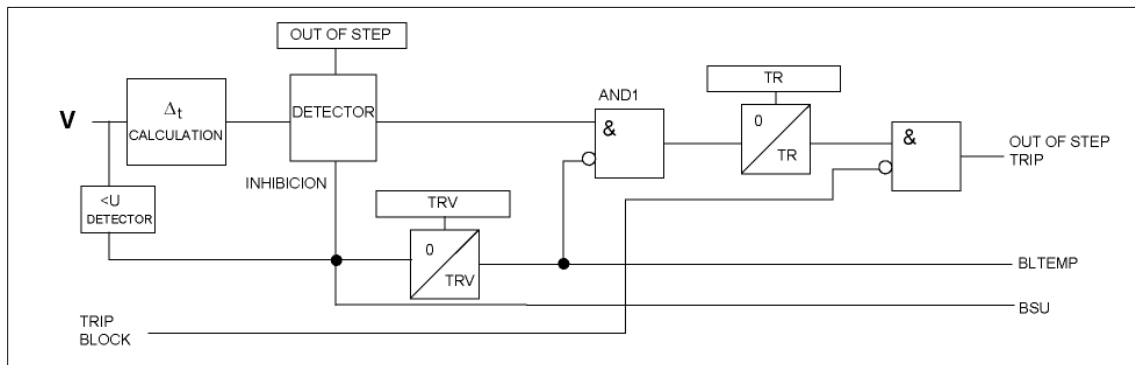 OUT OF STEP
TR
AND1
V
Δt
CALCULATION
DETECTOR
&
0
TR
&
OUT OF STEP
TRIP
INHIBICION
<U
DETECTOR
TRV
0
TRV
BLTEMP
BSU
TRIP
BLOCK